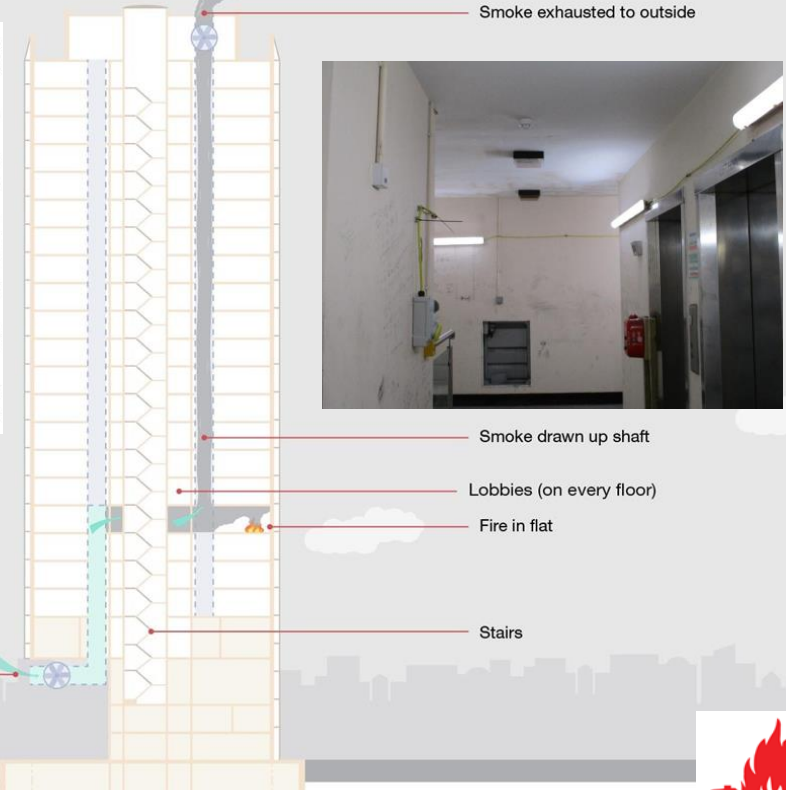 Smoke exhausted to outside
Smoke drawn up shaft
Lobbies (on every floor)
Fire in flat
Stairs